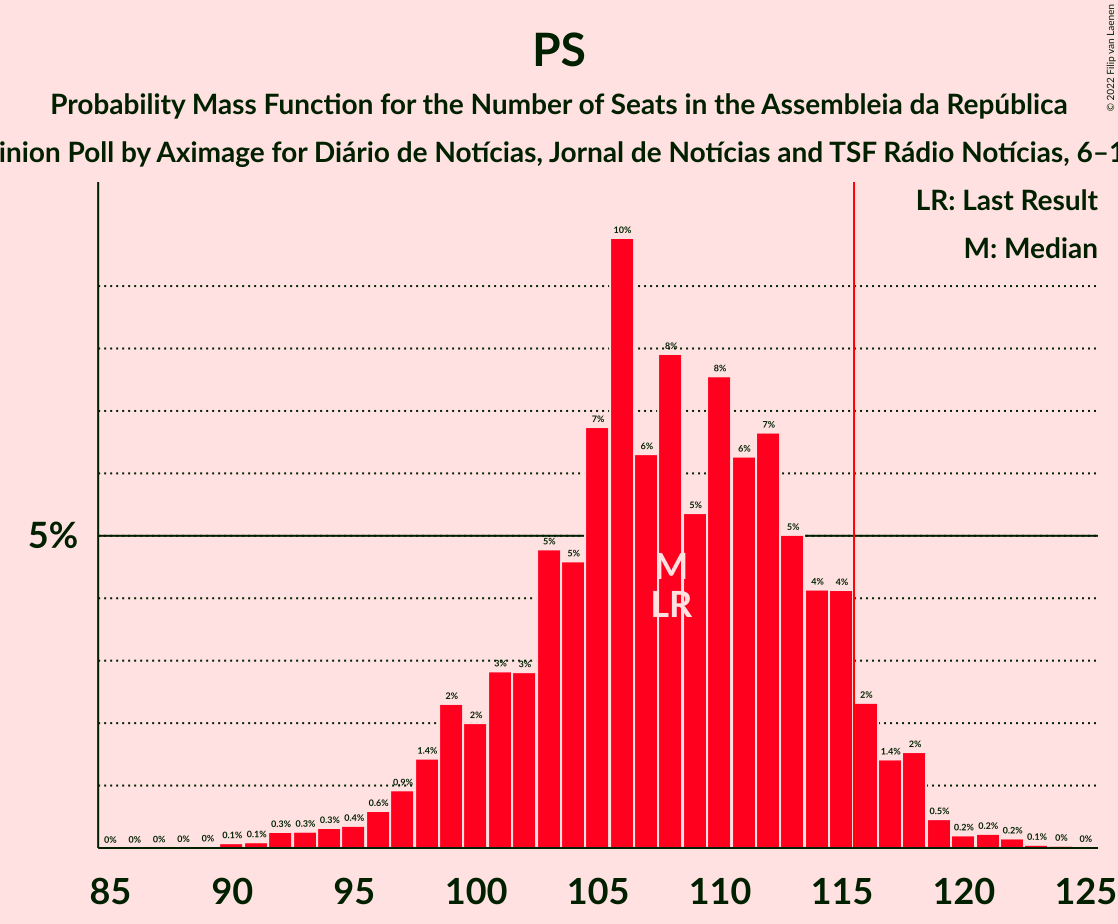 PS
Probability Mass Function for the Number of Seats in the Assembleia da República
Poll by Aximage for Diário de Notícias, Jornal de Notícias and TSF Rádio Notícias,
© 2022 Filip van Laenen
LR: Last Result
M: Median
5%
0% 0% 0% 0% 0% 0.1% 0.1% 0.3% 0.3% 0.3% 0.4% 0.6% 0.9% 1.4% 2% 2% 3% 3% 5% 5% 7% 10% 6% 8% 5% 8% 6% 7% 5% 4% 4% 2% 1.4% 2% 0.5% 0.2% 0.2% 0.2% 0.1% 0% 0%
M
LR
85 90 95 100 105 110 115 120 125